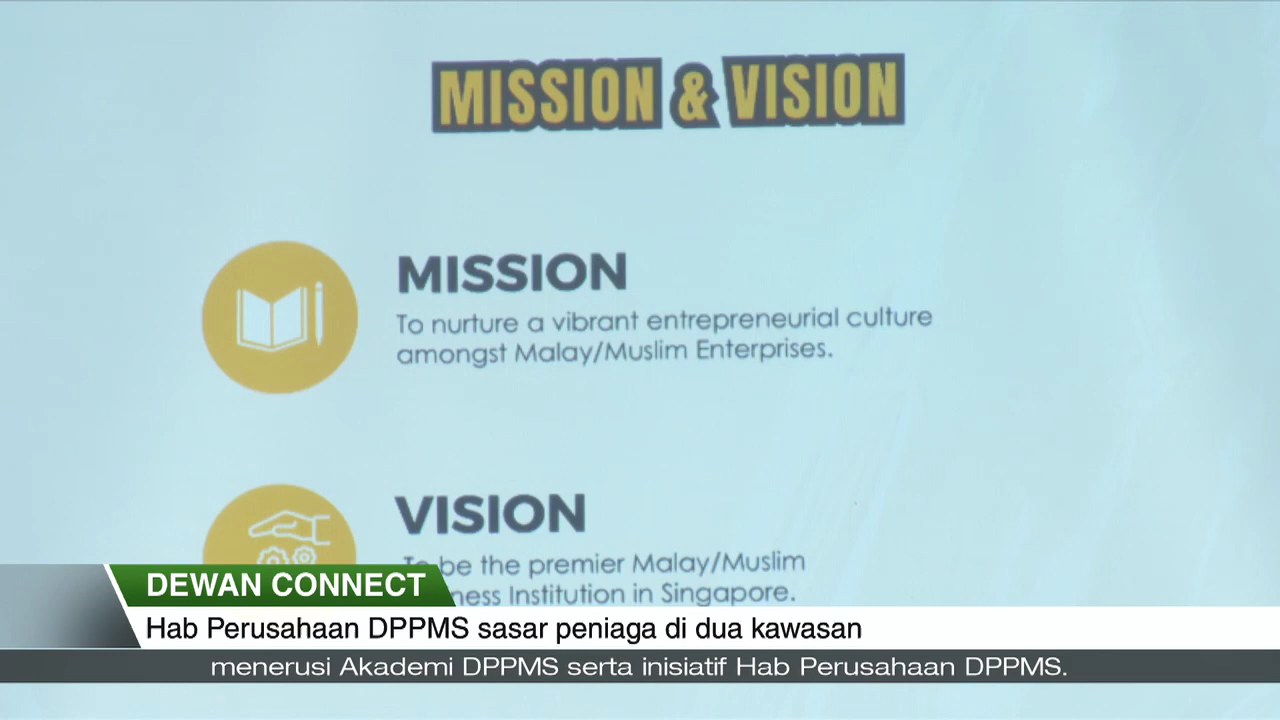 MISSION & VISION
MISSION
To nurture a vibrant entrepreneurial culture
amongst Malay/Muslim Enterprises.
VISION
To be the premier Malay/Muslim
ness Institution in Singapore.
DEWAN CONNECT
Hab Perusahaan DPPMS sasar peniaga di dua kawasan
menerusi Akademi DPPMS serta inisiatif Hab Perusahaan DPPMS.